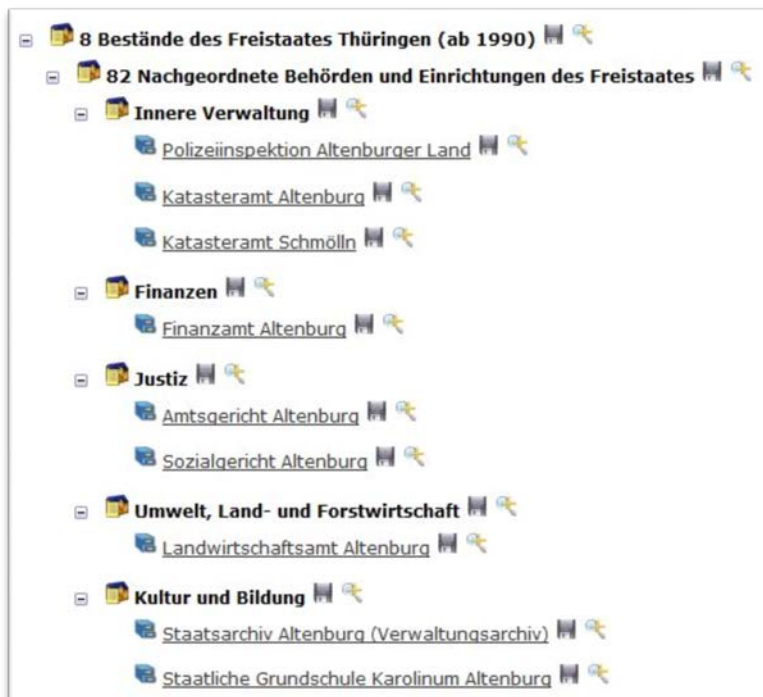 8 Bestände des Freistaates Thüringen (ab 1990)
82 Nachgeordnete Behörden und Einrichtungen des Freistaates
Innere Verwaltung
Polizeiinspektion Altenburger Land
Katasteramt Altenburg
Katasteramt Schmölln
Finanzen
Finanzamt Altenburg
Justiz
Amtsgericht Altenburg
Sozialgericht Altenburg
Umwelt, Land- und Forstwirtschaft
Landwirtschaftsamt Altenburg
Kultur und Bildung
Staatsarchiv Altenburg (Verwaltungsarchiv)
Staatliche Grundschule Karolinum Altenburg